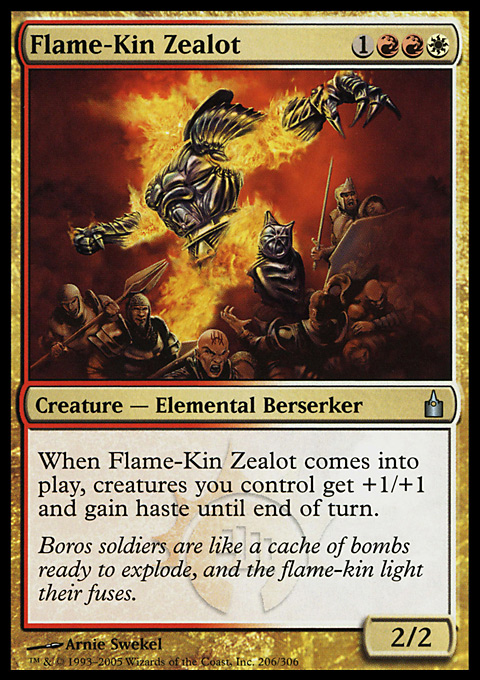 Flame-Kin Zealot 1
Creature — Elemental Berserker
When Flame-Kin Zealot comes into
play, creatures you control get +1/+1
and gain haste until end of turn.
Boros soldiers are like a cache of bombs
ready to explode, and the flame-kin light
their fuses.
2/2
Arnie Swekel
™ & © 1993–2005 Wizards of the Coast, Inc. 206/306